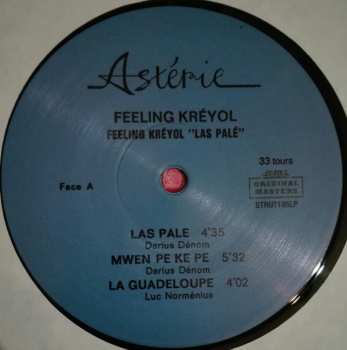 Astérie
FEELING KRÉYOL
FEELING KRÉYOL "LAS PALÉ"
Face A
33 tours
ORIGINAL
MASTERS
STRUT185LP
LAS PALE 4'35
Darius Dénom
MWEN PE KE PE 5'32
Darius Dénom
LA GUADELOUPE 4'02
Luc Norménius